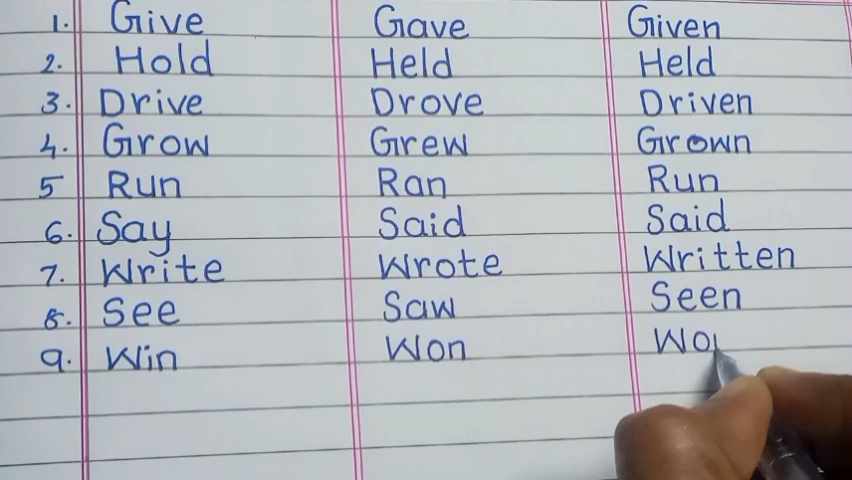 1. Give Gave Given
2. Hold Held Held
3. Drive Drove Driven
4. Grow Grew Grown
5 Run Ran Run
6. Say Said Said
7. Write Wrote Written
8. See Saw Seen
9. Win Won